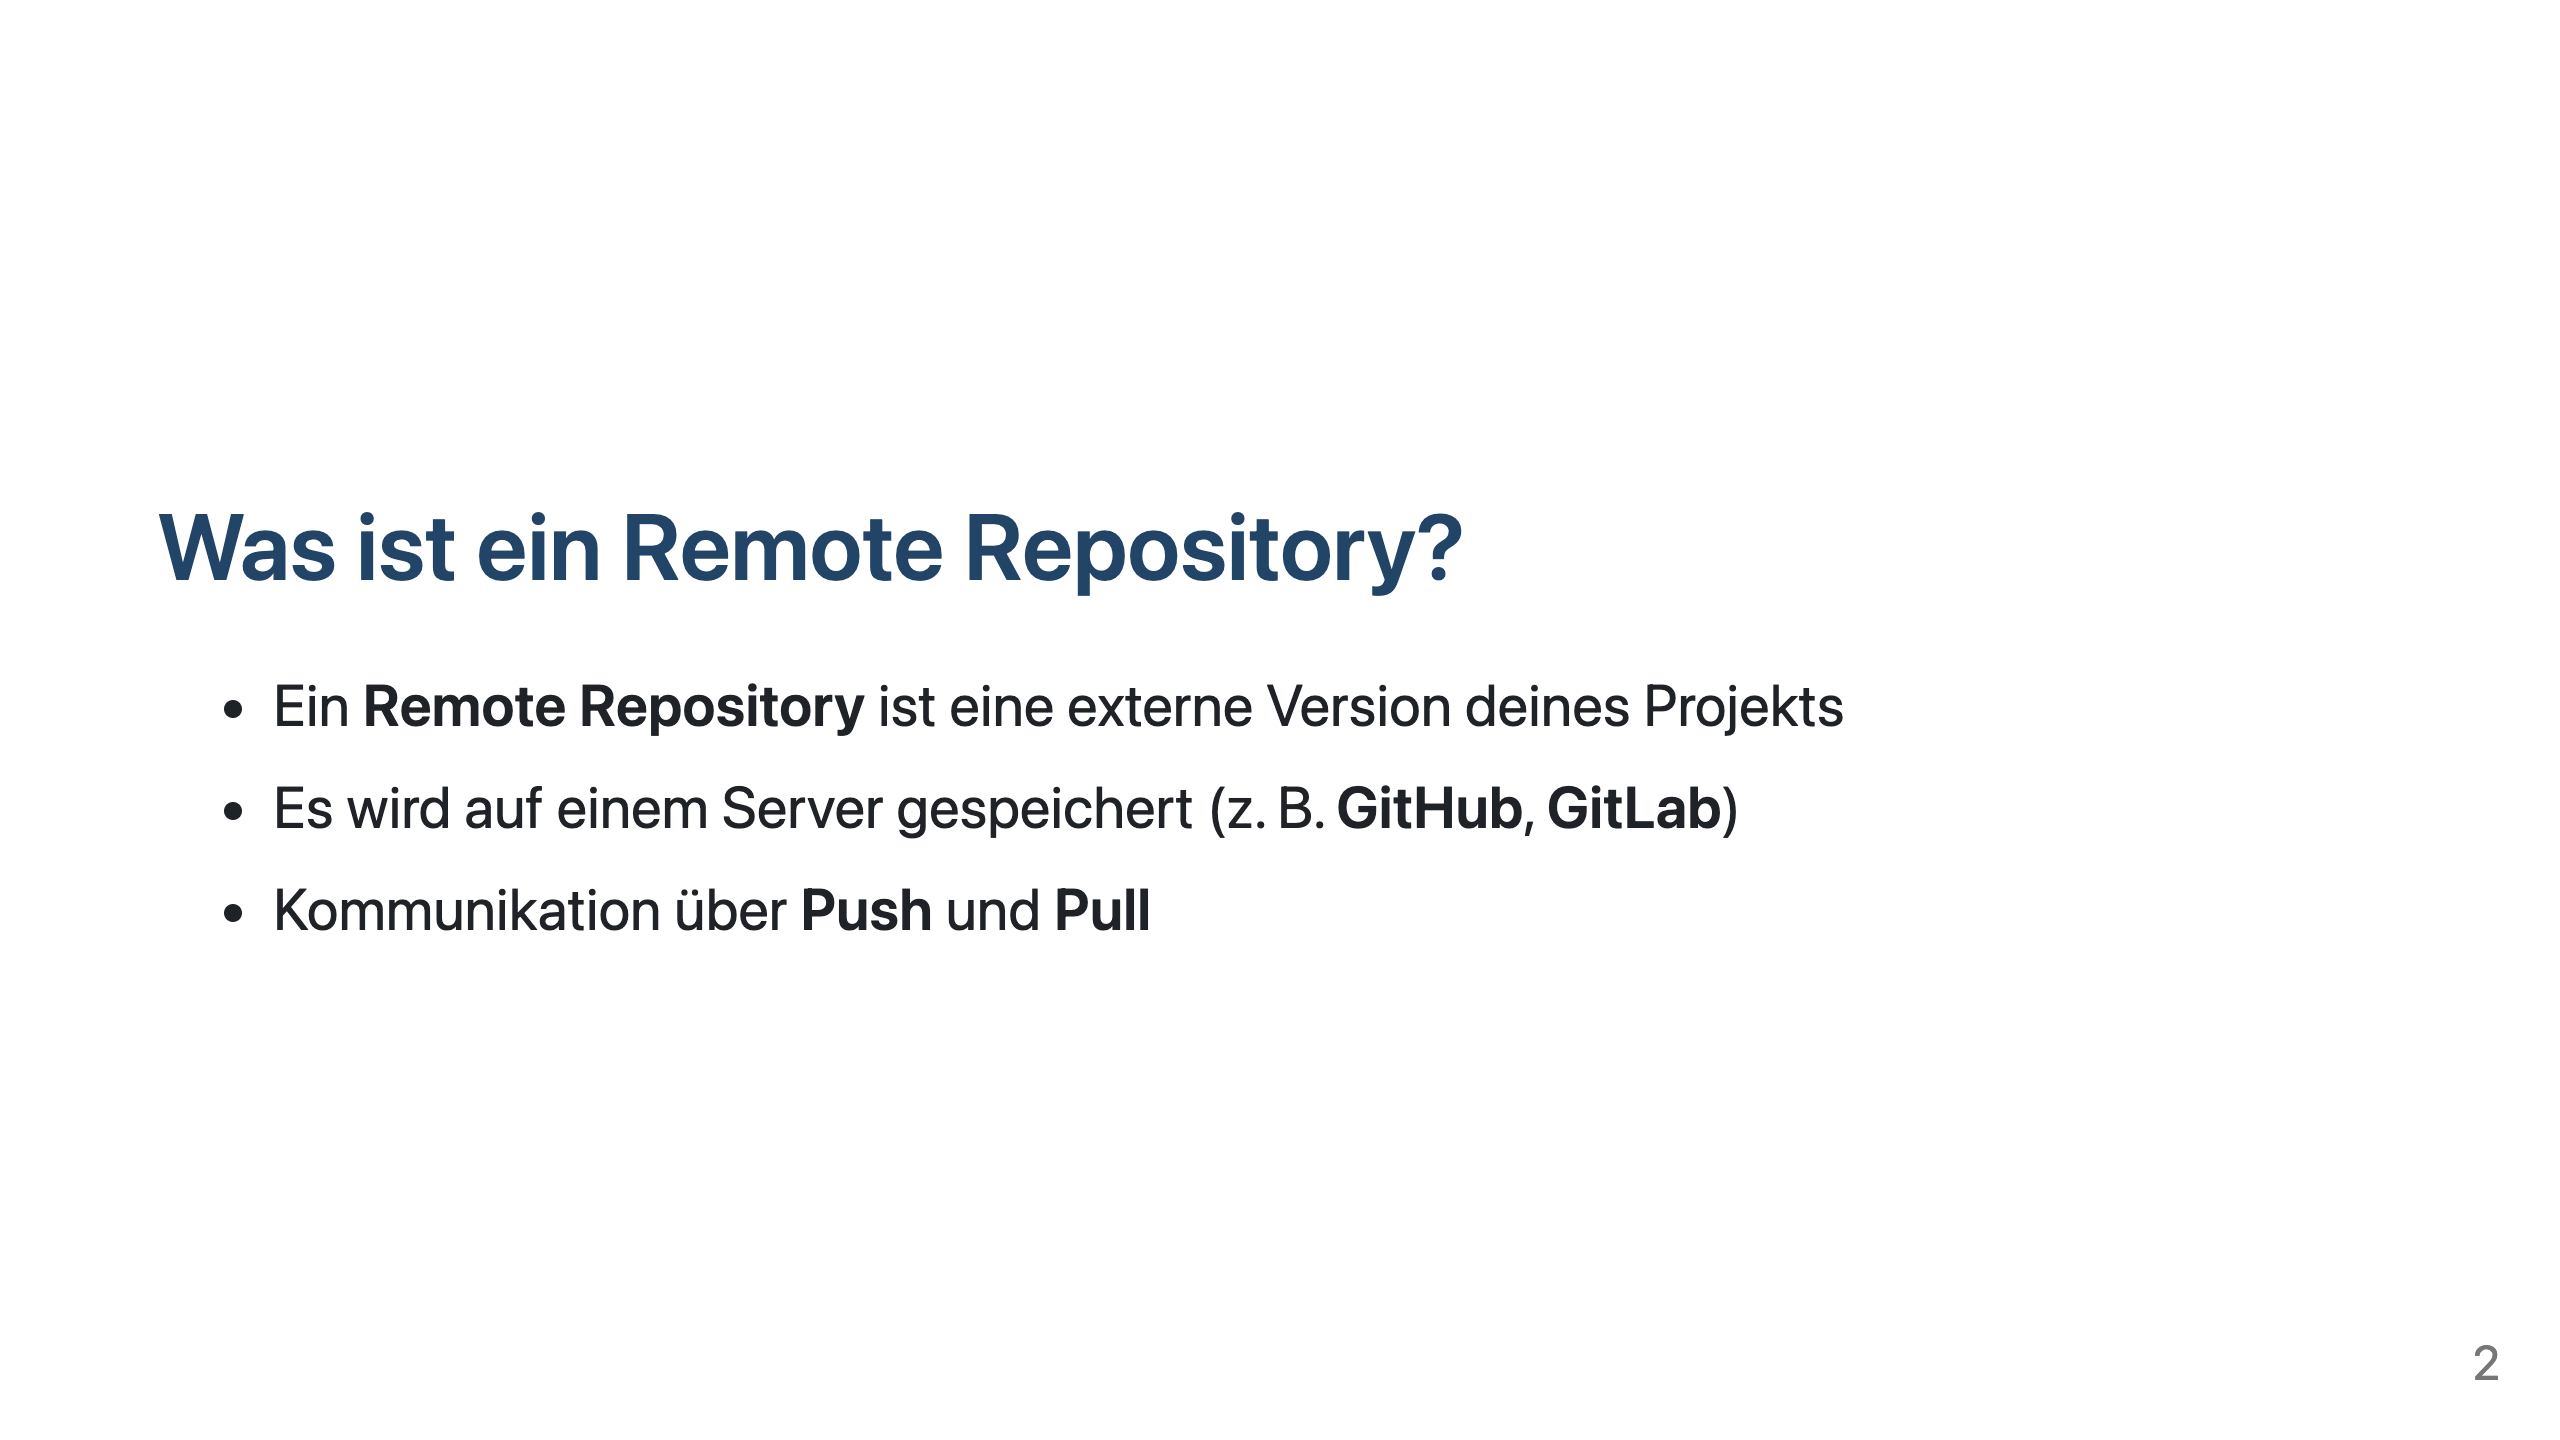 Was ist ein Remote Repository?
• Ein Remote Repository ist eine externe Version deines Projekts
• Es wird auf einem Server gespeichert (z. B. GitHub, GitLab)
• Kommunikation über Push und Pull
2